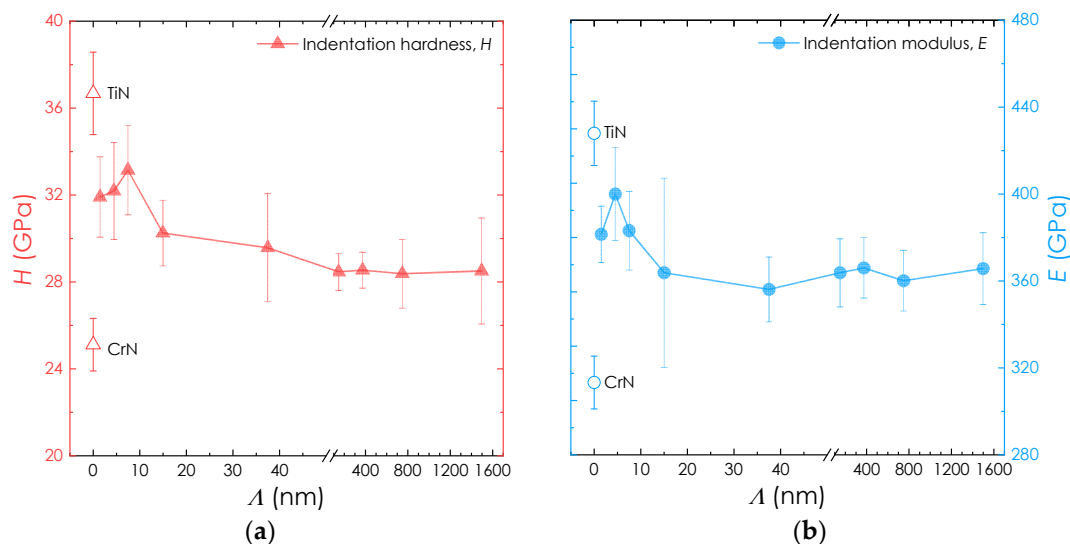 40
36
32
28
24
20
H (GPa)
Indentation hardness, H
TiN
CrN
0 10 20 30 40 400 800 1200 1600
Λ (nm)
(a)
Indentation modulus, E
TiN
CrN
480
440
400
360
320
280
E (GPa)
0 10 20 30 40 400 800 1200 1600
Λ (nm)
(b)